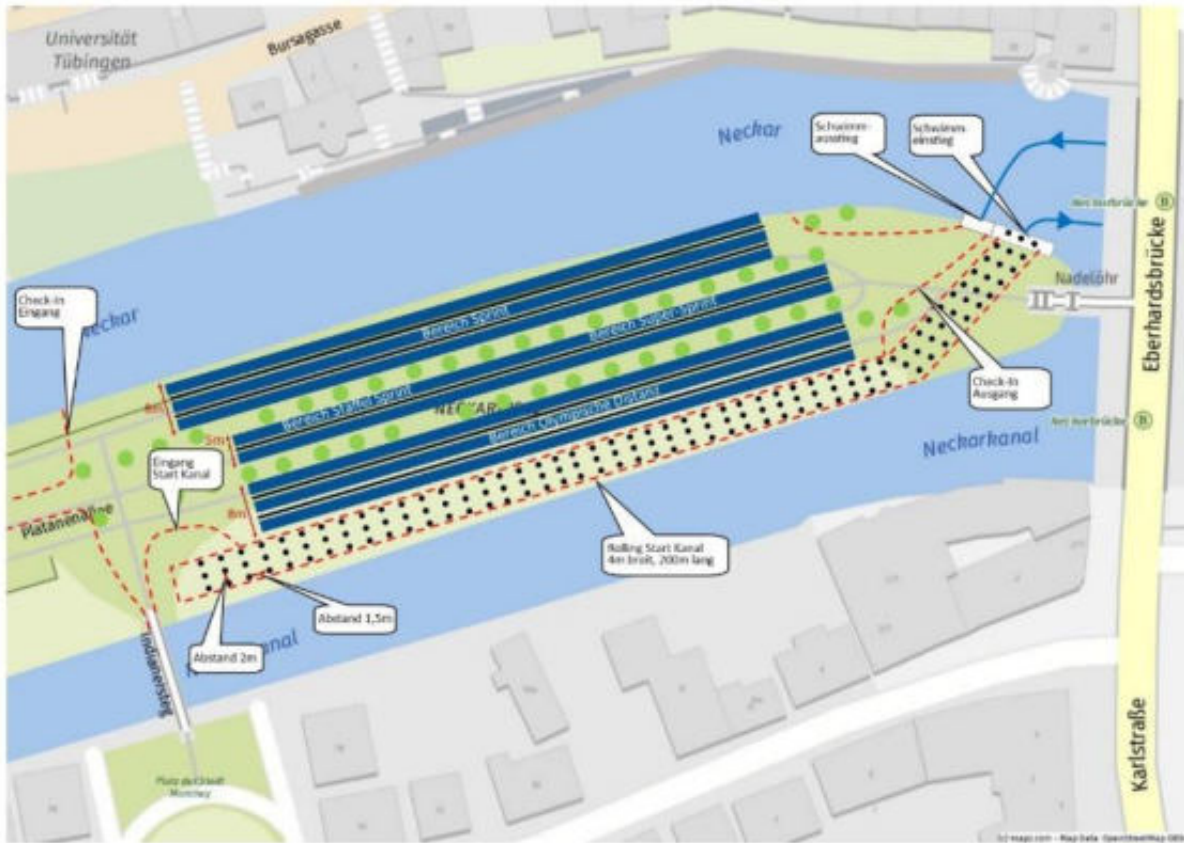 Universität
Tübingen
Bursagasse
Neckar
Schwimm-
ausstieg
Schwimm-
einstieg
Eberhardsbrücke
Nadelöhr
Check-in
Eingang
Neckar
Bereich Sprint
Bereich Super-Sprint
Bereich Staffel Sprint
Bereich Olympische Distanz
Check-In
Ausgang
8m
5m
8m
Eingang
Start Kanal
Neckarkanal
Platanenallee
Rolling Start Kanal
4m breit, 200m lang
Abstand 1,5m
Abstand 2m
Indianersteg
Karlstraße